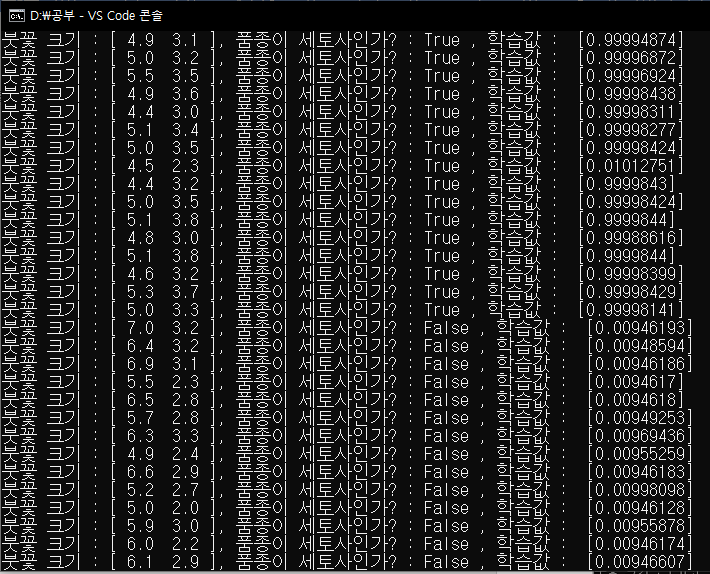 D:\공부 - VS Code 콘솔
붓꽃 크기 : [ 4.9 3.1 ], 품종이 세토사인가? : True , 학습값 : [0.99994874]
붓꽃 크기 : [ 5.0 3.2 ], 품종이 세토사인가? : True , 학습값 : [0.99996872]
붓꽃 크기 : [ 5.5 3.5 ], 품종이 세토사인가? : True , 학습값 : [0.99996924]
붓꽃 크기 : [ 4.9 3.6 ], 품종이 세토사인가? : True , 학습값 : [0.99998438]
붓꽃 크기 : [ 4.4 3.0 ], 품종이 세토사인가? : True , 학습값 : [0.99998311]
붓꽃 크기 : [ 5.1 3.4 ], 품종이 세토사인가? : True , 학습값 : [0.99998277]
붓꽃 크기 : [ 5.0 3.5 ], 품종이 세토사인가? : True , 학습값 : [0.99998424]
붓꽃 크기 : [ 4.5 2.3 ], 품종이 세토사인가? : True , 학습값 : [0.01012751]
붓꽃 크기 : [ 4.4 3.2 ], 품종이 세토사인가? : True , 학습값 : [0.9999843]
붓꽃 크기 : [ 5.0 3.5 ], 품종이 세토사인가? : True , 학습값 : [0.99998424]
붓꽃 크기 : [ 5.1 3.8 ], 품종이 세토사인가? : True , 학습값 : [0.9999844]
붓꽃 크기 : [ 4.8 3.0 ], 품종이 세토사인가? : True , 학습값 : [0.99988616]
붓꽃 크기 : [ 5.1 3.8 ], 품종이 세토사인가? : True , 학습값 : [0.9999844]
붓꽃 크기 : [ 4.6 3.2 ], 품종이 세토사인가? : True , 학습값 : [0.99998399]
붓꽃 크기 : [ 5.3 3.7 ], 품종이 세토사인가? : True , 학습값 : [0.99998429]
붓꽃 크기 : [ 5.0 3.3 ], 품종이 세토사인가? : True , 학습값 : [0.99998141]
붓꽃 크기 : [ 7.0 3.2 ], 품종이 세토사인가? : False , 학습값 : [0.00946193]
붓꽃 크기 : [ 6.4 3.2 ], 품종이 세토사인가? : False , 학습값 : [0.00948594]
붓꽃 크기 : [ 6.9 3.1 ], 품종이 세토사인가? : False , 학습값 : [0.00946186]
붓꽃 크기 : [ 5.5 2.3 ], 품종이 세토사인가? : False , 학습값 : [0.0094617]
붓꽃 크기 : [ 6.5 2.8 ], 품종이 세토사인가? : False , 학습값 : [0.0094618]
붓꽃 크기 : [ 5.7 2.8 ], 품종이 세토사인가? : False , 학습값 : [0.00949253]
붓꽃 크기 : [ 6.3 3.3 ], 품종이 세토사인가? : False , 학습값 : [0.00969436]
붓꽃 크기 : [ 4.9 2.4 ], 품종이 세토사인가? : False , 학습값 : [0.00955259]
붓꽃 크기 : [ 6.6 2.9 ], 품종이 세토사인가? : False , 학습값 : [0.00946183]
붓꽃 크기 : [ 5.2 2.7 ], 품종이 세토사인가? : False , 학습값 : [0.00998098]
붓꽃 크기 : [ 5.0 2.0 ], 품종이 세토사인가? : False , 학습값 : [0.00946128]
붓꽃 크기 : [ 5.9 3.0 ], 품종이 세토사인가? : False , 학습값 : [0.00955878]
붓꽃 크기 : [ 6.0 2.2 ], 품종이 세토사인가? : False , 학습값 : [0.00946174]
붓꽃 크기 : [ 6.1 2.9 ], 품종이 세토사인가? : False , 학습값 : [0.00946607]